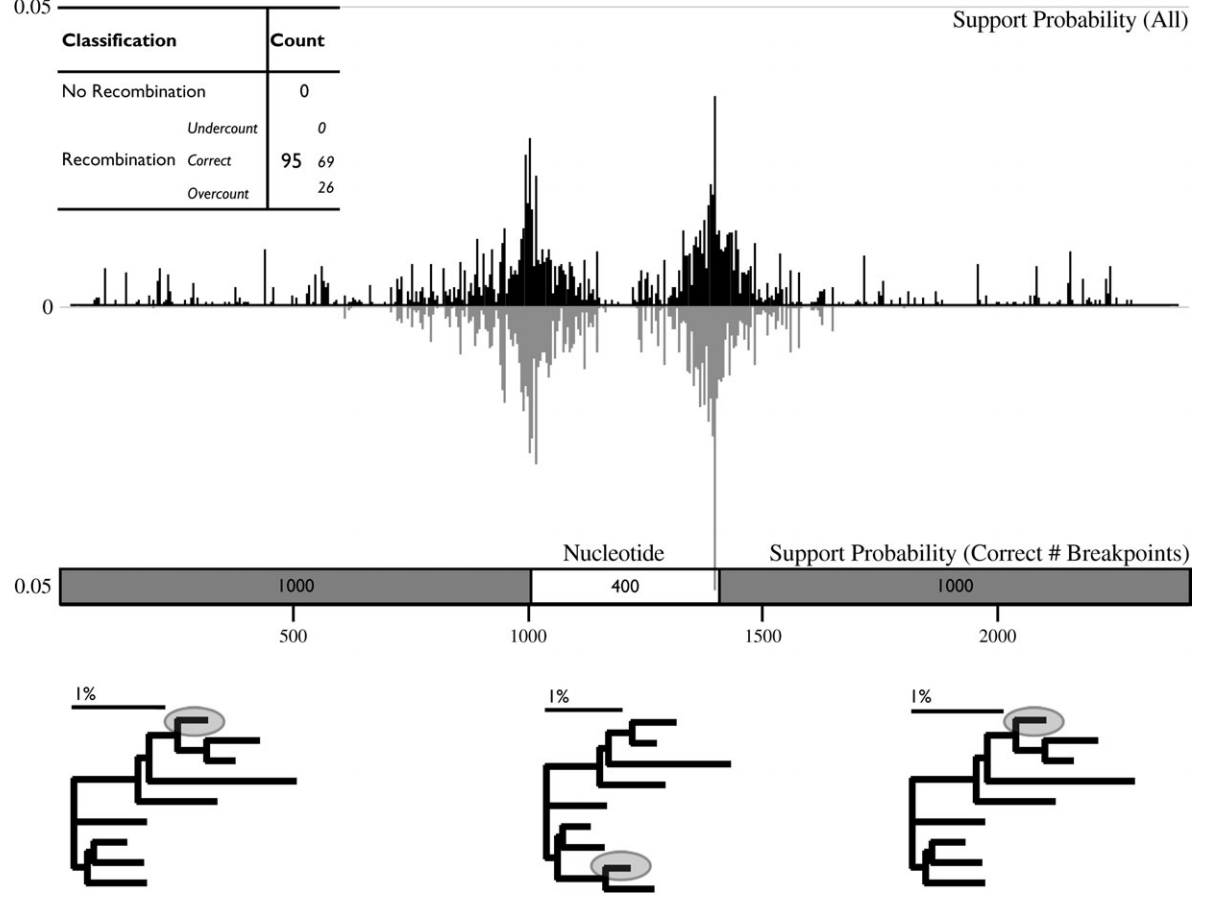 0.05
Support Probability (All)
Classification Count
No Recombination 0
Undercount 0
Recombination Correct 95 69
Overcount 26
0
Nucleotide Support Probability (Correct # Breakpoints)
0.05 1000 400 1000
500 1000 1500 2000
1% 1% 1%